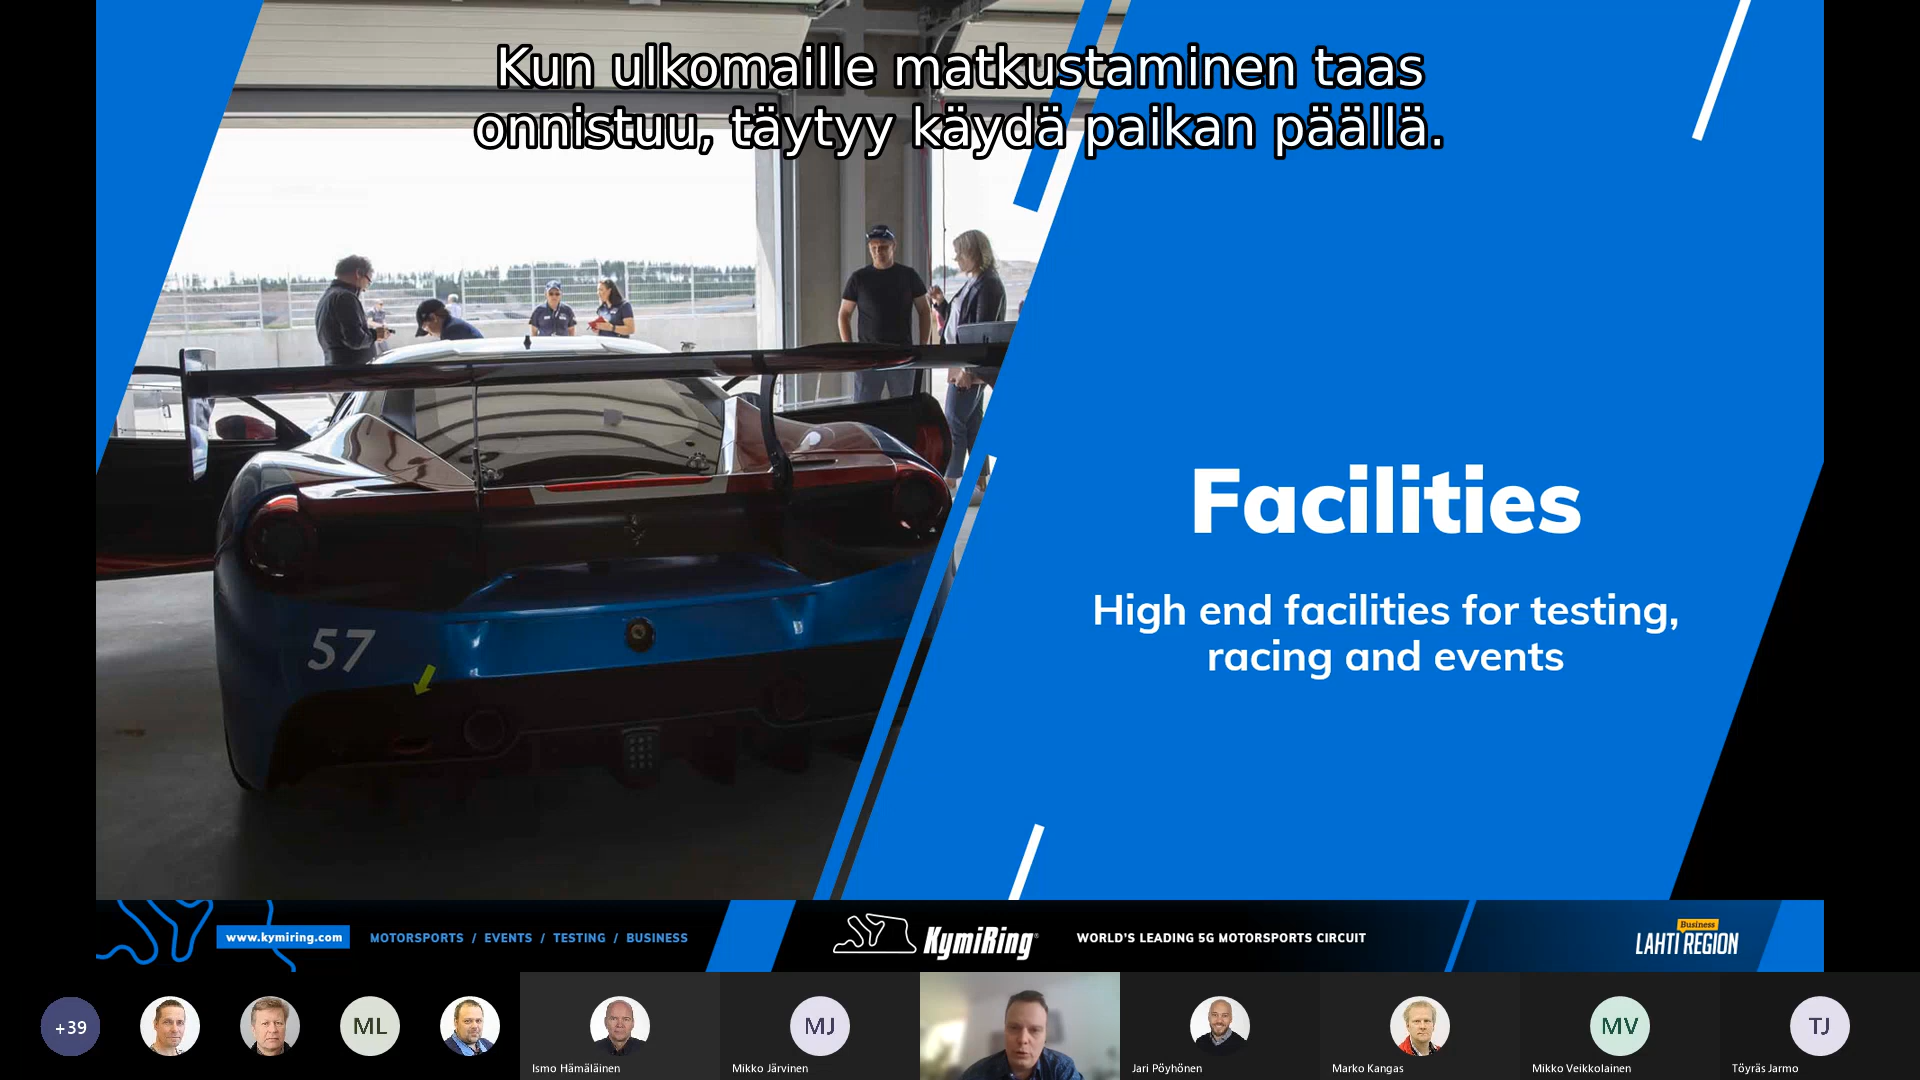 Kun ulkomaille matkustaminen taas
onnistuu, täytyy käydä paikan päällä.
57
Facilities
High end facilities for testing,
racing and events
www.kymiring.com
MOTORSPORTS / EVENTS / TESTING / BUSINESS
KymiRing
WORLD'S LEADING 5G MOTORSPORTS CIRCUIT
Business
LAHTI REGION
+39
ML
MJ
MV
TJ
Ismo Hämäläinen
Mikko Järvinen
Jari Pöyhönen
Marko Kangas
Mikko Veikkolainen
Töyräs Jarmo